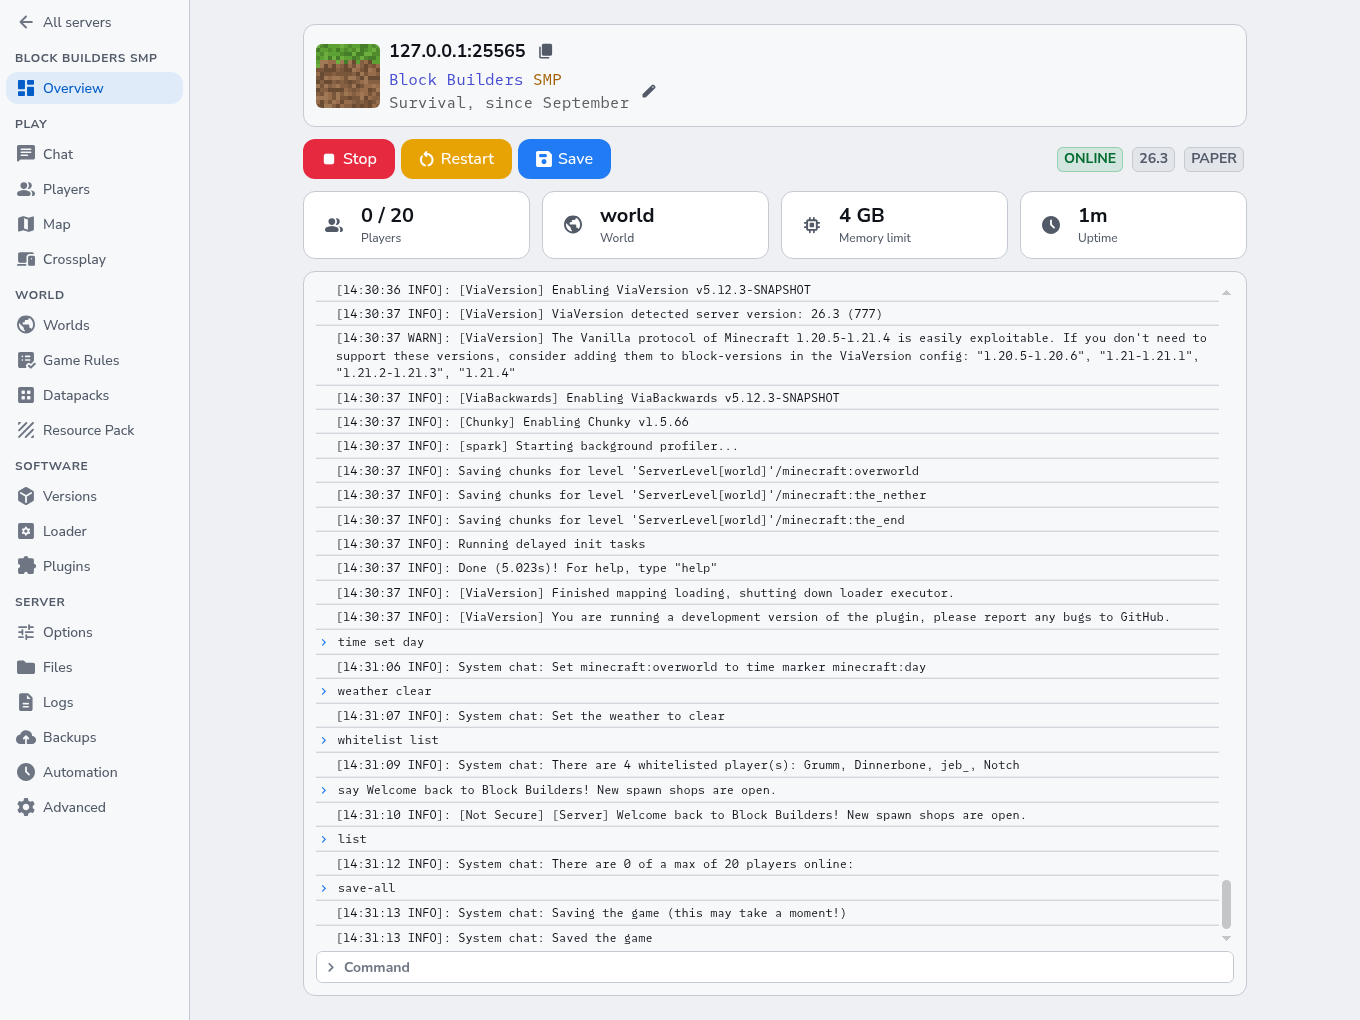 All servers
BLOCK BUILDERS SMP
Overview
PLAY
Chat
Players
Map
Crossplay
WORLD
Worlds
Game Rules
Datapacks
Resource Pack
SOFTWARE
Versions
Loader
Plugins
SERVER
Options
Files
Logs
Backups
Automation
Advanced
127.0.0.1:25565
Block Builders SMP
Survival, since September
Stop
Restart
Save
ONLINE
26.3
PAPER
0 / 20
Players
world
World
4 GB
Memory limit
1m
Uptime
[14:30:36 INFO]: [ViaVersion] Enabling ViaVersion v5.12.3-SNAPSHOT
[14:30:37 INFO]: [ViaVersion] ViaVersion detected server version: 26.3 (777)
[14:30:37 WARN]: [ViaVersion] The Vanilla protocol of Minecraft 1.20.5-1.21.4 is easily exploitable. If you don't need to
support these versions, consider adding them to block-versions in the ViaVersion config: "1.20.5-1.20.6", "1.21-1.21.1",
"1.21.2-1.21.3", "1.21.4"
[14:30:37 INFO]: [ViaBackwards] Enabling ViaBackwards v5.12.3-SNAPSHOT
[14:30:37 INFO]: [Chunky] Enabling Chunky v1.5.66
[14:30:37 INFO]: [spark] Starting background profiler...
[14:30:37 INFO]: Saving chunks for level 'ServerLevel[world]'/minecraft:overworld
[14:30:37 INFO]: Saving chunks for level 'ServerLevel[world]'/minecraft:the_nether
[14:30:37 INFO]: Saving chunks for level 'ServerLevel[world]'/minecraft:the_end
[14:30:37 INFO]: Running delayed init tasks
[14:30:37 INFO]: Done (5.023s)! For help, type "help"
[14:30:37 INFO]: [ViaVersion] Finished mapping loading, shutting down loader executor.
[14:30:37 INFO]: [ViaVersion] You are running a development version of the plugin, please report any bugs to GitHub.
time set day
[14:31:06 INFO]: System chat: Set minecraft:overworld to time marker minecraft:day
weather clear
[14:31:07 INFO]: System chat: Set the weather to clear
whitelist list
[14:31:09 INFO]: System chat: There are 4 whitelisted player(s): Grumm, Dinnerbone, jeb_, Notch
say Welcome back to Block Builders! New spawn shops are open.
[14:31:10 INFO]: [Not Secure] [Server] Welcome back to Block Builders! New spawn shops are open.
list
[14:31:12 INFO]: System chat: There are 0 of a max of 20 players online:
save-all
[14:31:13 INFO]: System chat: Saving the game (this may take a moment!)
[14:31:13 INFO]: System chat: Saved the game
Command